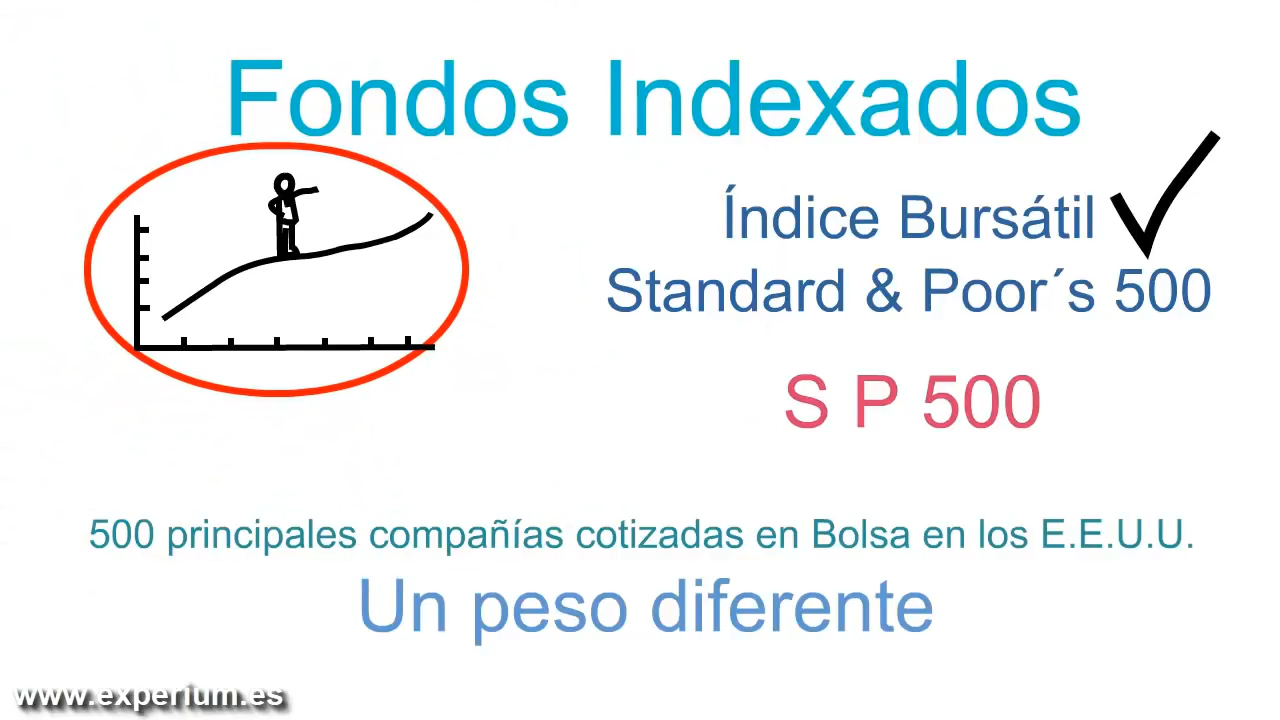 Fondos Indexados
Índice Bursátil
Standard & Poor´s 500
S P 500
500 principales compañías cotizadas en Bolsa en los E.E.U.U.
Un peso diferente
www.experium.es